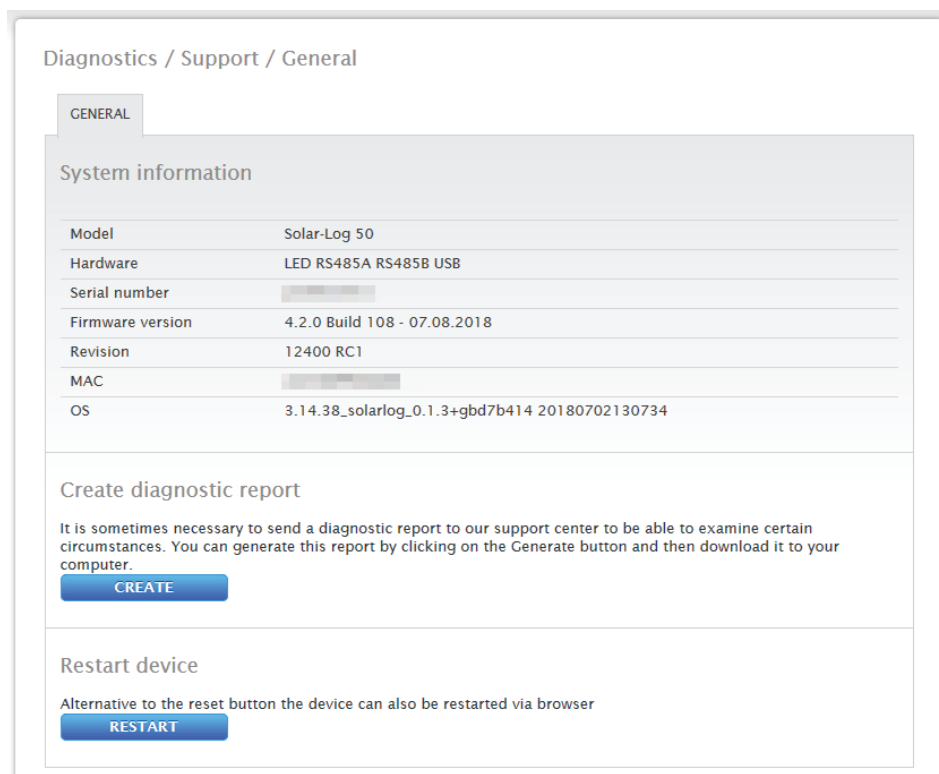 Diagnostics / Support / General
GENERAL
System information
Model Solar-Log 50
Hardware LED RS485A RS485B USB
Serial number
Firmware version 4.2.0 Build 108 - 07.08.2018
Revision 12400 RC1
MAC
OS 3.14.38_solarlog_0.1.3+gbd7b414 20180702130734
Create diagnostic report
It is sometimes necessary to send a diagnostic report to our support center to be able to examine certain
circumstances. You can generate this report by clicking on the Generate button and then download it to your
computer.
CREATE
Restart device
Alternative to the reset button the device can also be restarted via browser
RESTART